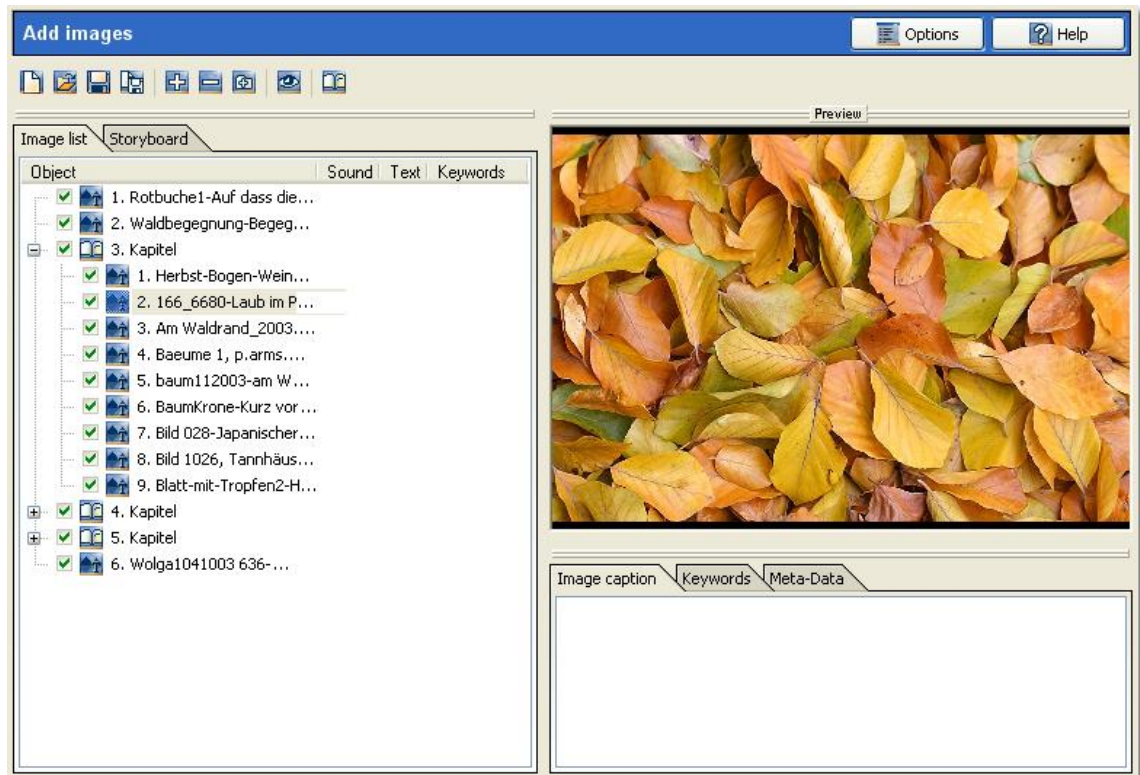 Add images
Options
Help
Preview
Image list
Storyboard
Object
Sound
Text
Keywords
1. Rotbuche1-Auf dass die...
2. Waldbegegnung-Begeg...
3. Kapitel
1. Herbst-Bogen-Wein...
2. 166_6680-Laub im P...
3. Am Waldrand_2003....
4. Baeume 1, p.arms....
5. baum112003-am W...
6. BaumKrone-Kurz vor...
7. Bild 028-Japanischer...
8. Bild 1026, Tannhäus...
9. Blatt-mit-Tropfen2-H...
4. Kapitel
5. Kapitel
6. Wolga1041003 636-...
Image caption
Keywords
Meta-Data